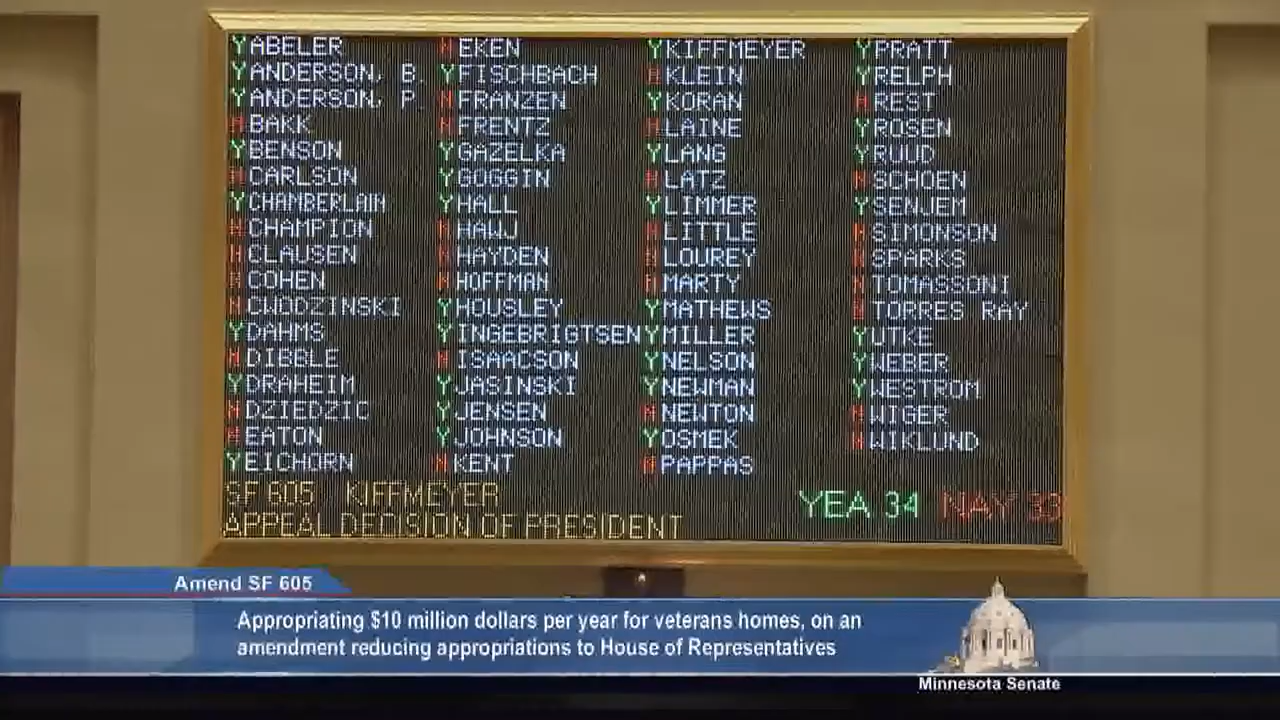 Y ABELER N EKEN Y KIFFMEYER Y PRATT
Y ANDERSON, B. Y FISCHBACH N KLEIN Y RELPH
Y ANDERSON, P. N FRANZEN Y KORAN N REST
N BAKK N FRENTZ N LAINE Y ROSEN
Y BENSON Y GAZELKA Y LANG Y RUUD
N CARLSON Y GOGGIN N LATZ N SCHOEN
Y CHAMBERLAIN Y HALL Y LIMMER Y SENJEM
N CHAMPION N HAWJ N LITTLE N SIMONSON
N CLAUSEN N HAYDEN N LOUREY N SPARKS
N COHEN N HOFFMAN N MARTY N TOMASSONI
N CWODZINSKI Y HOUSLEY Y MATHEWS N TORRES RAY
Y DAHMS Y INGEBRIGTSEN Y MILLER Y UTKE
N DIBBLE N ISAACSON Y NELSON Y WEBER
Y DRAHEIM Y JASINSKI Y NEWMAN Y WESTROM
N DZIEDZIC Y JENSEN N NEWTON N WIGER
N EATON Y JOHNSON Y OSMEK N WIKLUND
Y EICHORN N KENT N PAPPAS
SF 605 KIFFMEYER YEA 34 NAY 33
APPEAL DECISION OF PRESIDENT
Amend SF 605
Appropriating $10 million dollars per year for veterans homes, on an
amendment reducing appropriations to House of Representatives
Minnesota Senate